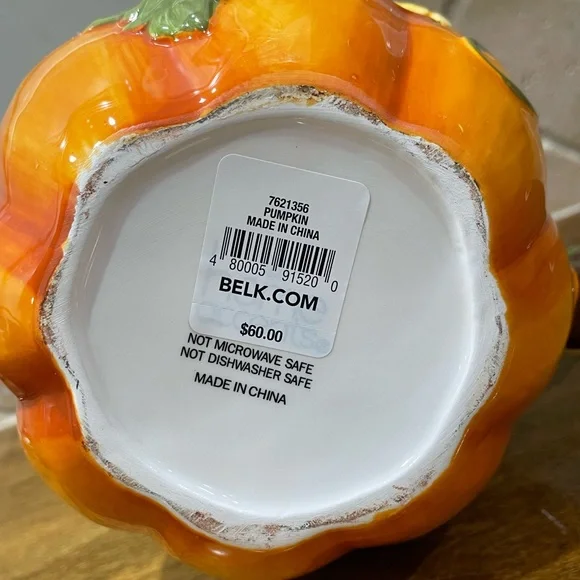 7621356
PUMPKIN
MADE IN CHINA
4 80005 91520 0
BELK.COM
$60.00
NOT MICROWAVE SAFE
NOT DISHWASHER SAFE
MADE IN CHINA